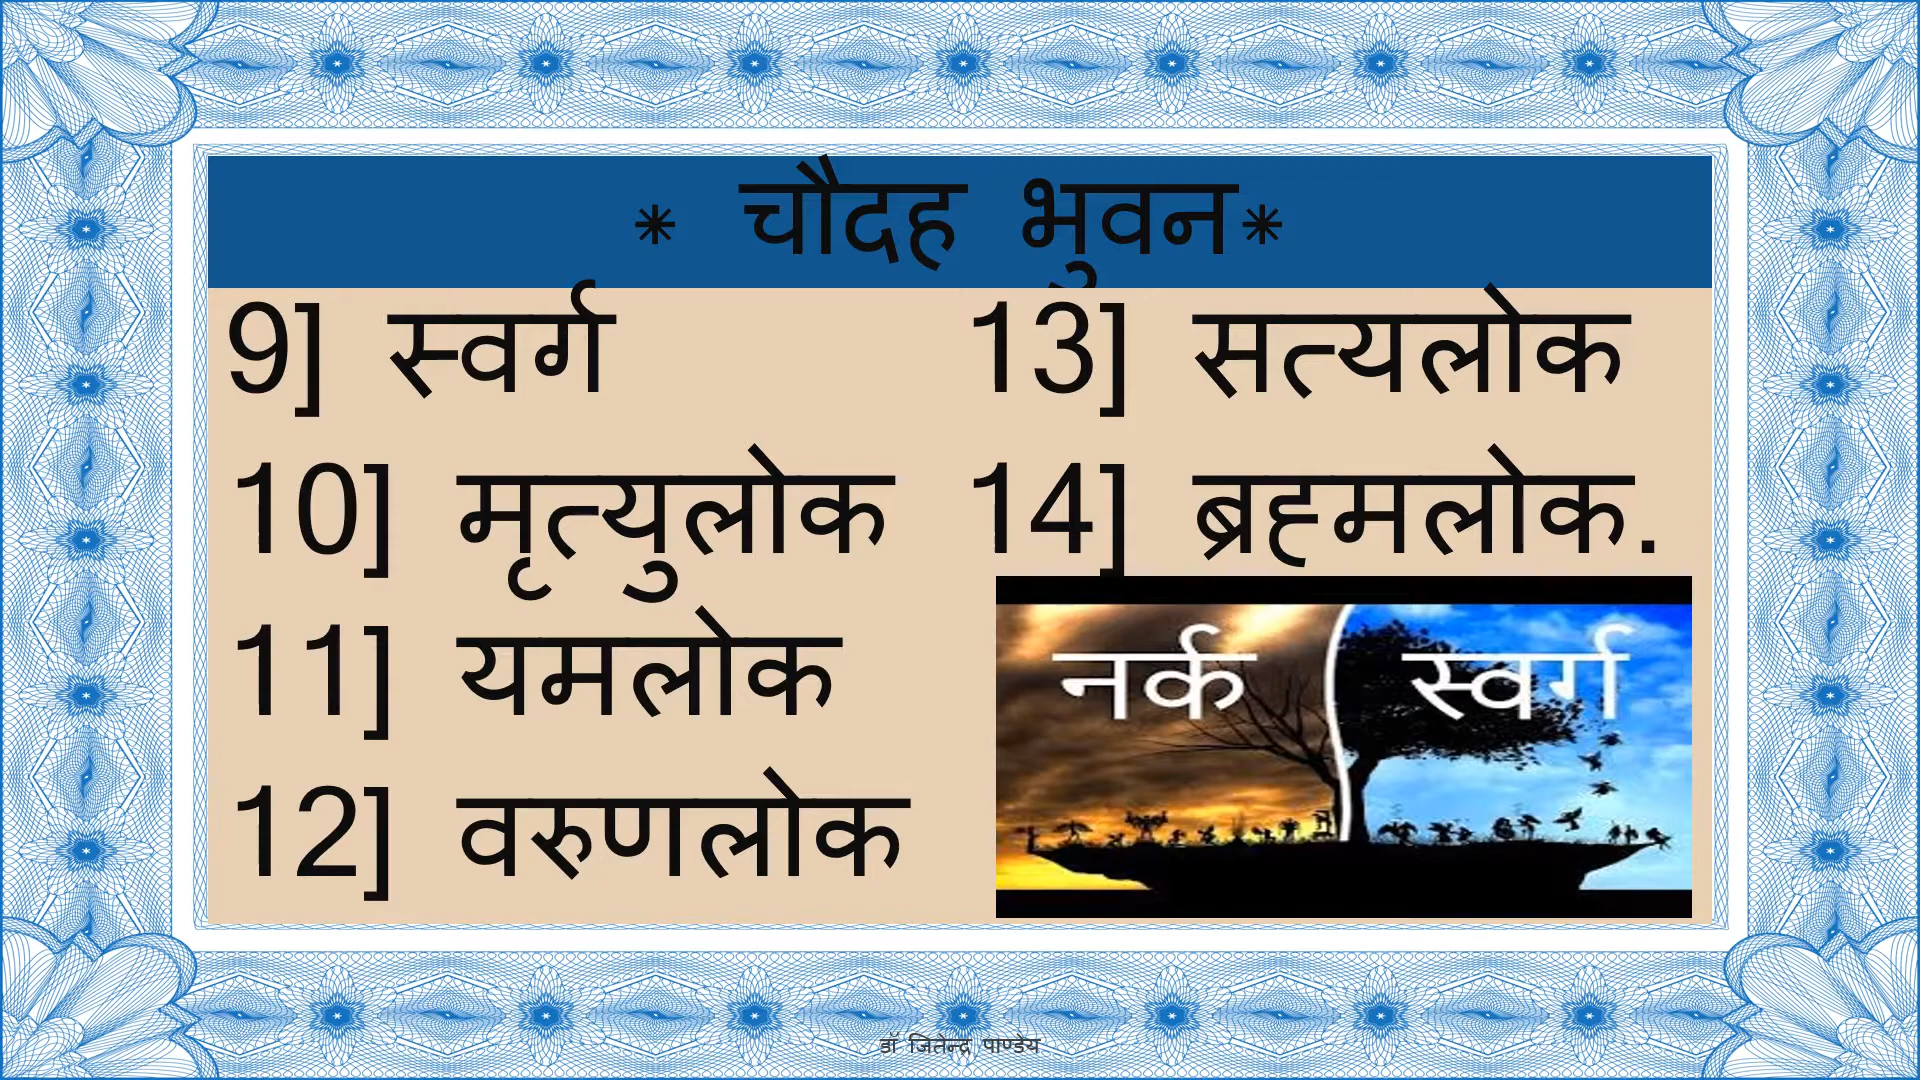 * चौदह भुवन*
9] स्वर्ग
10] मृत्युलोक
11] यमलोक
12] वरुणलोक
13] सत्यलोक
14] ब्रह्मलोक.
नर्क स्वर्ग
डॉ जितेन्द्र पाण्डेय